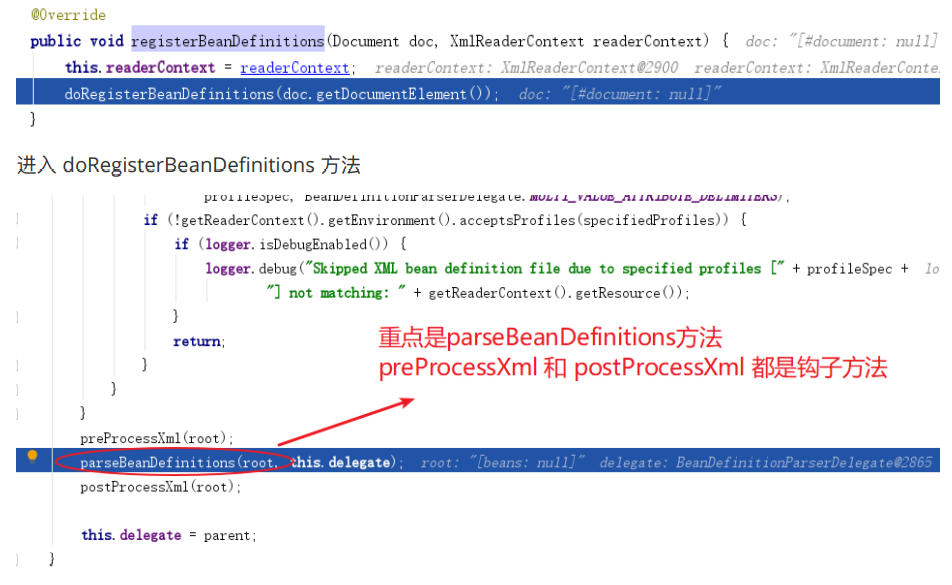 @Override
public void registerBeanDefinitions(Document doc, XmlReaderContext readerContext) { doc: "[#document: null]
this.readerContext = readerContext; readerContext: XmlReaderContext@2900 readerContext: XmlReaderConte
doRegisterBeanDefinitions(doc.getDocumentElement()); doc: "[#document: null]"
}
进入 doRegisterBeanDefinitions 方法
profileSpec, BeanDefinitionParserDelegate.MULTI_VALUE_ATTRIBUTE_DELIMITERS);
if (!getReaderContext().getEnvironment().acceptsProfiles(specifiedProfiles)) {
if (logger.isDebugEnabled()) {
logger.debug("Skipped XML bean definition file due to specified profiles [" + profileSpec + lo
"] not matching: " + getReaderContext().getResource());
}
return;
}
}
}
重点是parseBeanDefinitions方法
preProcessXml 和 postProcessXml 都是钩子方法
preProcessXml(root);
parseBeanDefinitions(root, this.delegate); root: "[beans: null]" delegate: BeanDefinitionParserDelegate@2865
postProcessXml(root);
this.delegate = parent;
}